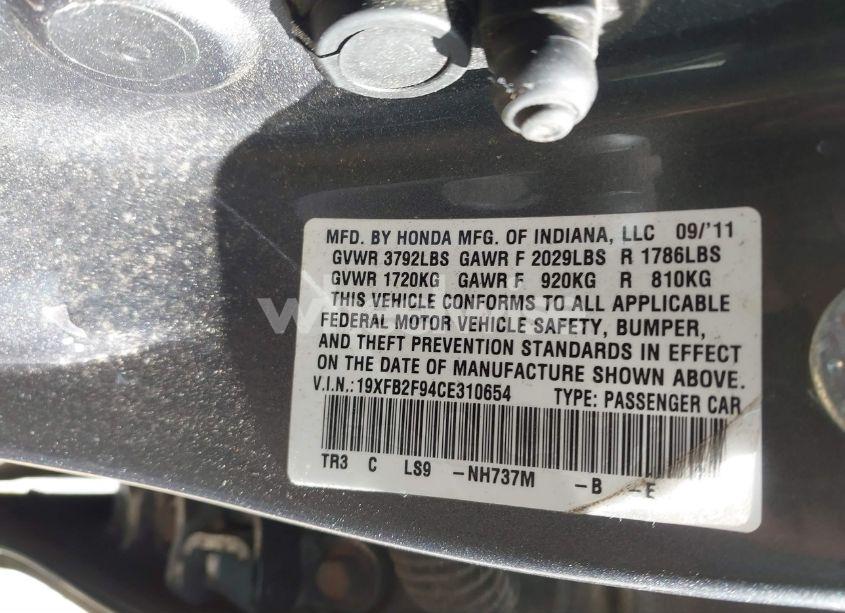 MFD. BY HONDA MFG. OF INDIANA, LLC 09/'11
GVWR 3792LBS GAWR F 2029LBS R 1786LBS
GVWR 1720KG GAWR F 920KG R 810KG
THIS VEHICLE CONFORMS TO ALL APPLICABLE
FEDERAL MOTOR VEHICLE SAFETY, BUMPER,
AND THEFT PREVENTION STANDARDS IN EFFECT
ON THE DATE OF MANUFACTURE SHOWN ABOVE.
V.I.N.: 19XFB2F94CE310654 TYPE: PASSENGER CAR
TR3 C LS9 -NH737M -B -E